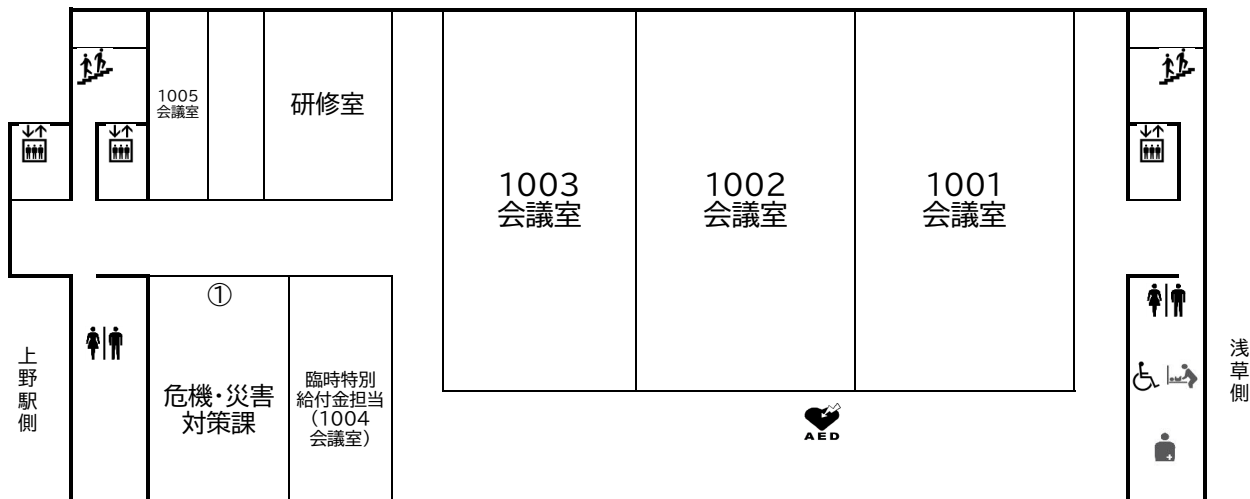 1005
会議室
研修室
1003
会議室
1002
会議室
1001
会議室
①
危機・災害
対策課
臨時特別
給付金担当
(1004
会議室)
上野駅側
浅草側
AED